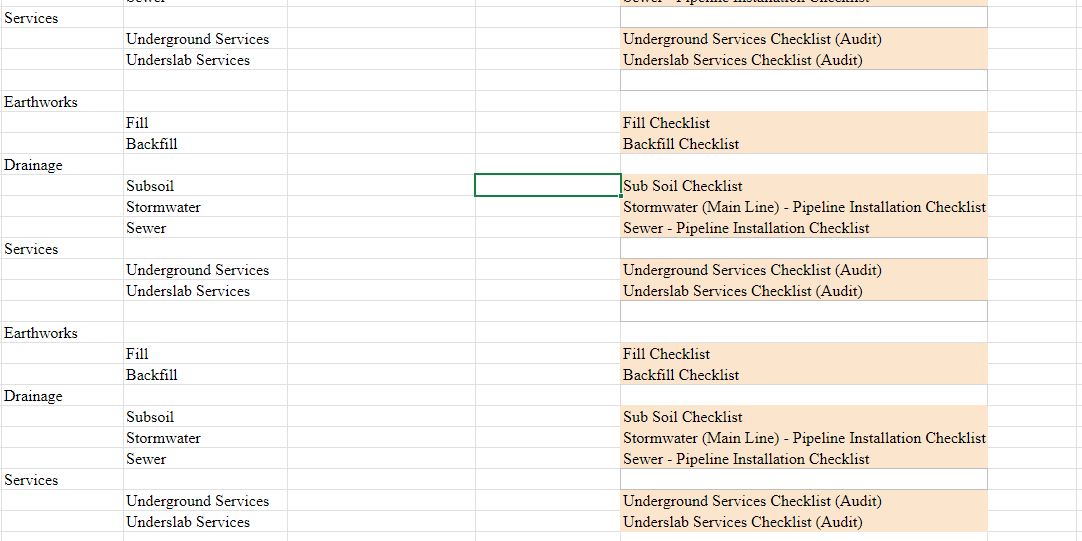 Services
Underground Services Underground Services Checklist (Audit)
Underslab Services Underslab Services Checklist (Audit)
Earthworks
Fill Fill Checklist
Backfill Backfill Checklist
Drainage
Subsoil Sub Soil Checklist
Stormwater Stormwater (Main Line) - Pipeline Installation Checklist
Sewer Sewer - Pipeline Installation Checklist
Services
Underground Services Underground Services Checklist (Audit)
Underslab Services Underslab Services Checklist (Audit)
Earthworks
Fill Fill Checklist
Backfill Backfill Checklist
Drainage
Subsoil Sub Soil Checklist
Stormwater Stormwater (Main Line) - Pipeline Installation Checklist
Sewer Sewer - Pipeline Installation Checklist
Services
Underground Services Underground Services Checklist (Audit)
Underslab Services Underslab Services Checklist (Audit)